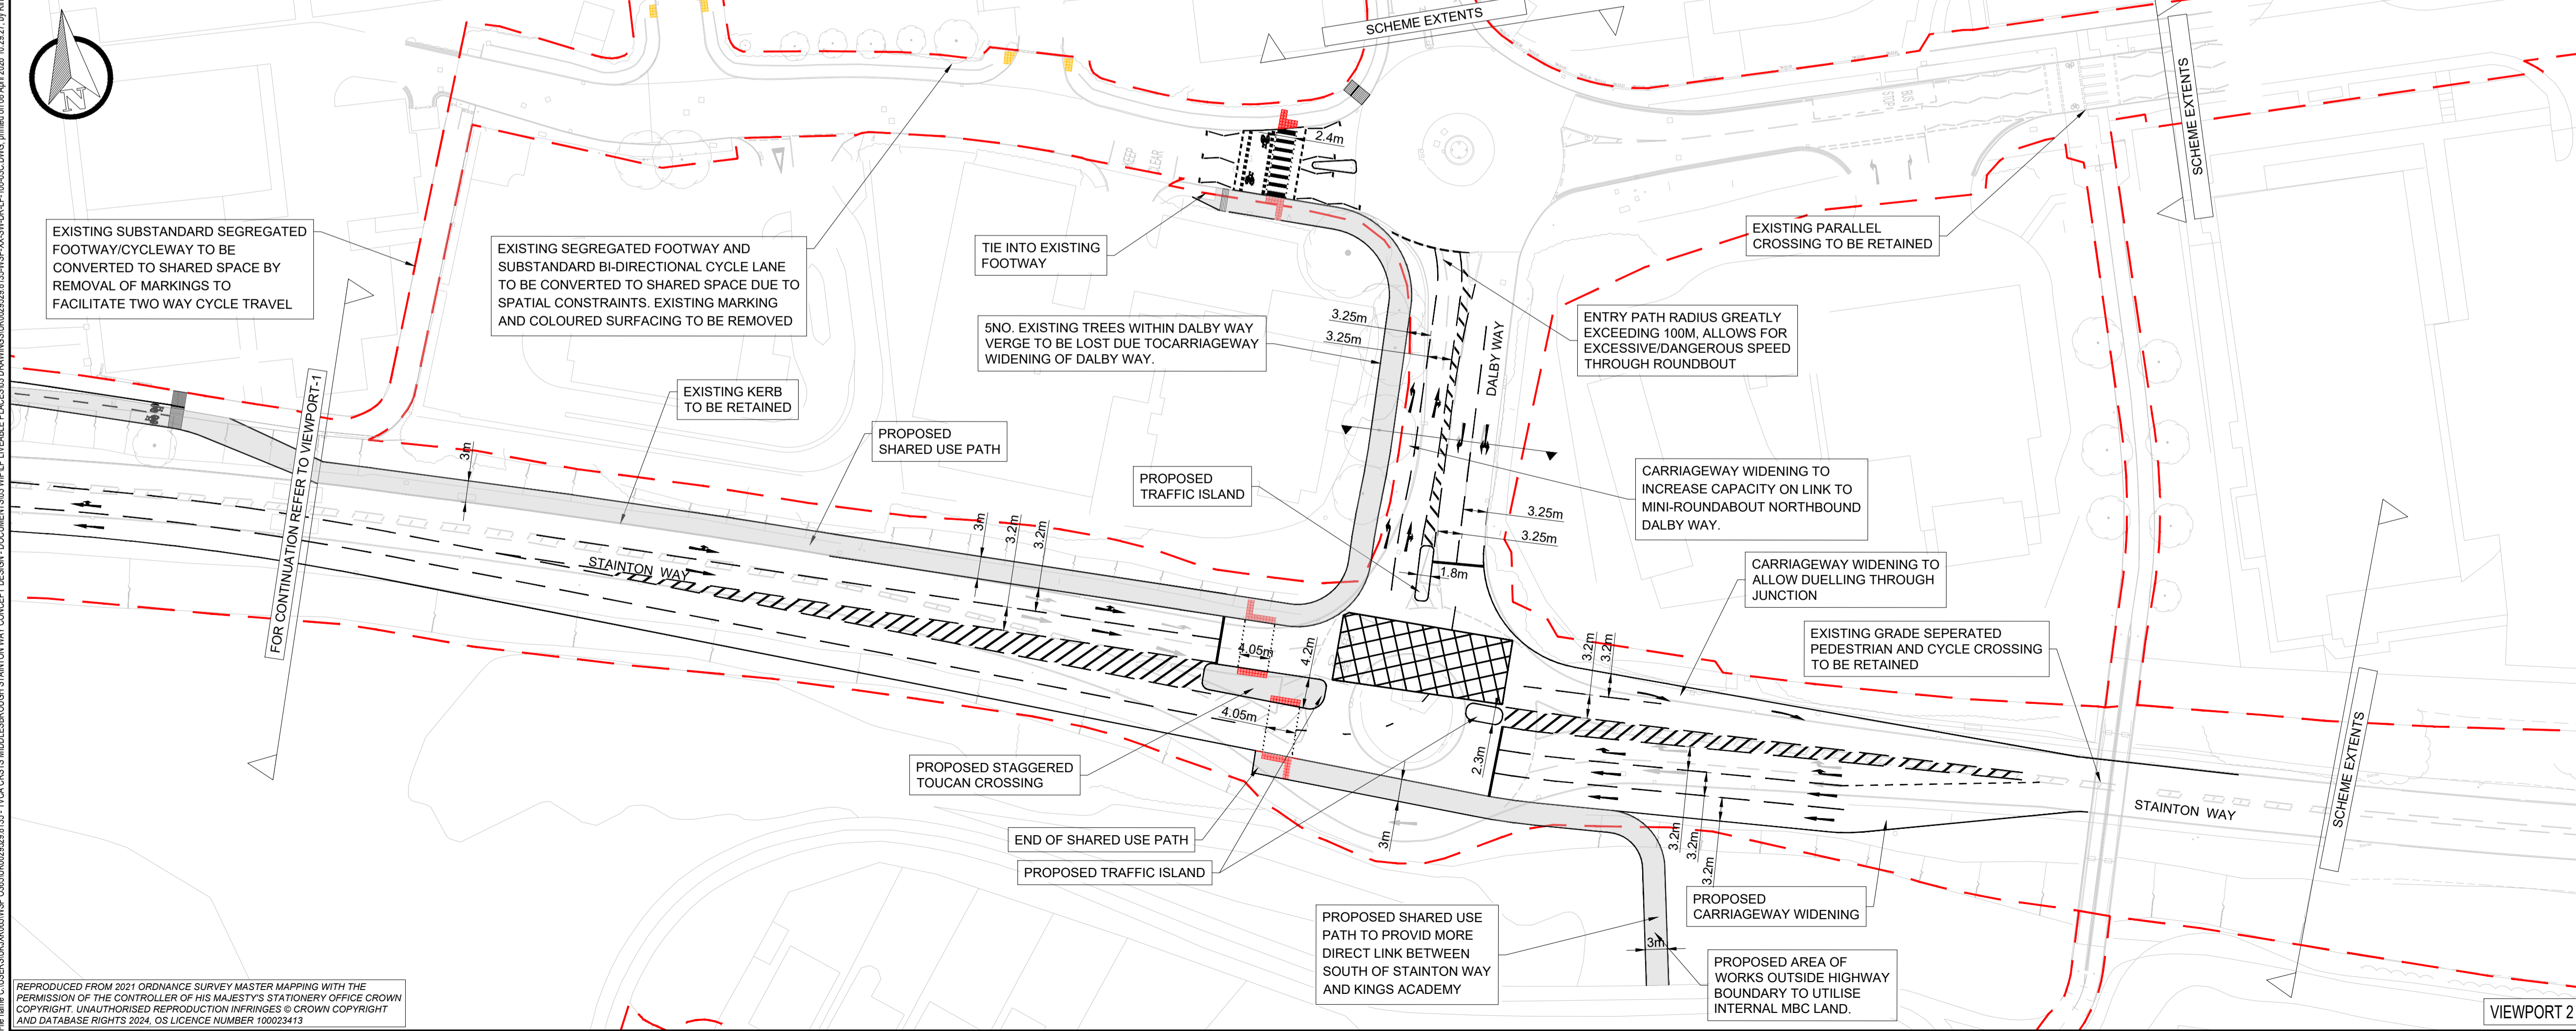 SCHEME EXTENTS
SCHEME EXTENTS
N
2.4m
KEEP
CLEAR
BUS
STOP
EXISTING SUBSTANDARD SEGREGATED
FOOTWAY/CYCLEWAY TO BE
CONVERTED TO SHARED SPACE BY
REMOVAL OF MARKINGS TO
FACILITATE TWO WAY CYCLE TRAVEL
EXISTING SEGREGATED FOOTWAY AND
SUBSTANDARD BI-DIRECTIONAL CYCLE LANE
TO BE CONVERTED TO SHARED SPACE DUE TO
SPATIAL CONSTRAINTS. EXISTING MARKING
AND COLOURED SURFACING TO BE REMOVED
TIE INTO EXISTING
FOOTWAY
EXISTING PARALLEL
CROSSING TO BE RETAINED
5NO. EXISTING TREES WITHIN DALBY WAY
VERGE TO BE LOST DUE TOCARRIAGEWAY
WIDENING OF DALBY WAY.
3.25m
3.25m
DALBY WAY
ENTRY PATH RADIUS GREATLY
EXCEEDING 100M, ALLOWS FOR
EXCESSIVE/DANGEROUS SPEED
THROUGH ROUNDBOUT
EXISTING KERB
TO BE RETAINED
PROPOSED
SHARED USE PATH
FOR CONTINUATION REFER TO VIEWPORT-1
3m
PROPOSED
TRAFFIC ISLAND
CARRIAGEWAY WIDENING TO
INCREASE CAPACITY ON LINK TO
MINI-ROUNDABOUT NORTHBOUND
DALBY WAY.
3m
3.2m
3.2m
3.25m
3.25m
1.8m
STAINTON WAY
CARRIAGEWAY WIDENING TO
ALLOW DUELLING THROUGH
JUNCTION
EXISTING GRADE SEPERATED
PEDESTRIAN AND CYCLE CROSSING
TO BE RETAINED
4.05m
4.2m
3.2m
3.2m
4.05m
2.3m
PROPOSED STAGGERED
TOUCAN CROSSING
STAINTON WAY
SCHEME EXTENTS
END OF SHARED USE PATH
PROPOSED TRAFFIC ISLAND
3m
3.2m
3.2m
3.2m
PROPOSED
CARRIAGEWAY WIDENING
PROPOSED SHARED USE
PATH TO PROVID MORE
DIRECT LINK BETWEEN
SOUTH OF STAINTON WAY
AND KINGS ACADEMY
3m
PROPOSED AREA OF
WORKS OUTSIDE HIGHWAY
BOUNDARY TO UTILISE
INTERNAL MBC LAND.
REPRODUCED FROM 2021 ORDNANCE SURVEY MASTER MAPPING WITH THE
PERMISSION OF THE CONTROLLER OF HIS MAJESTY'S STATIONERY OFFICE CROWN
COPYRIGHT. UNAUTHORISED REPRODUCTION INFRINGES © CROWN COPYRIGHT
AND DATABASE RIGHTS 2024, OS LICENCE NUMBER 100023413
VIEWPORT 2